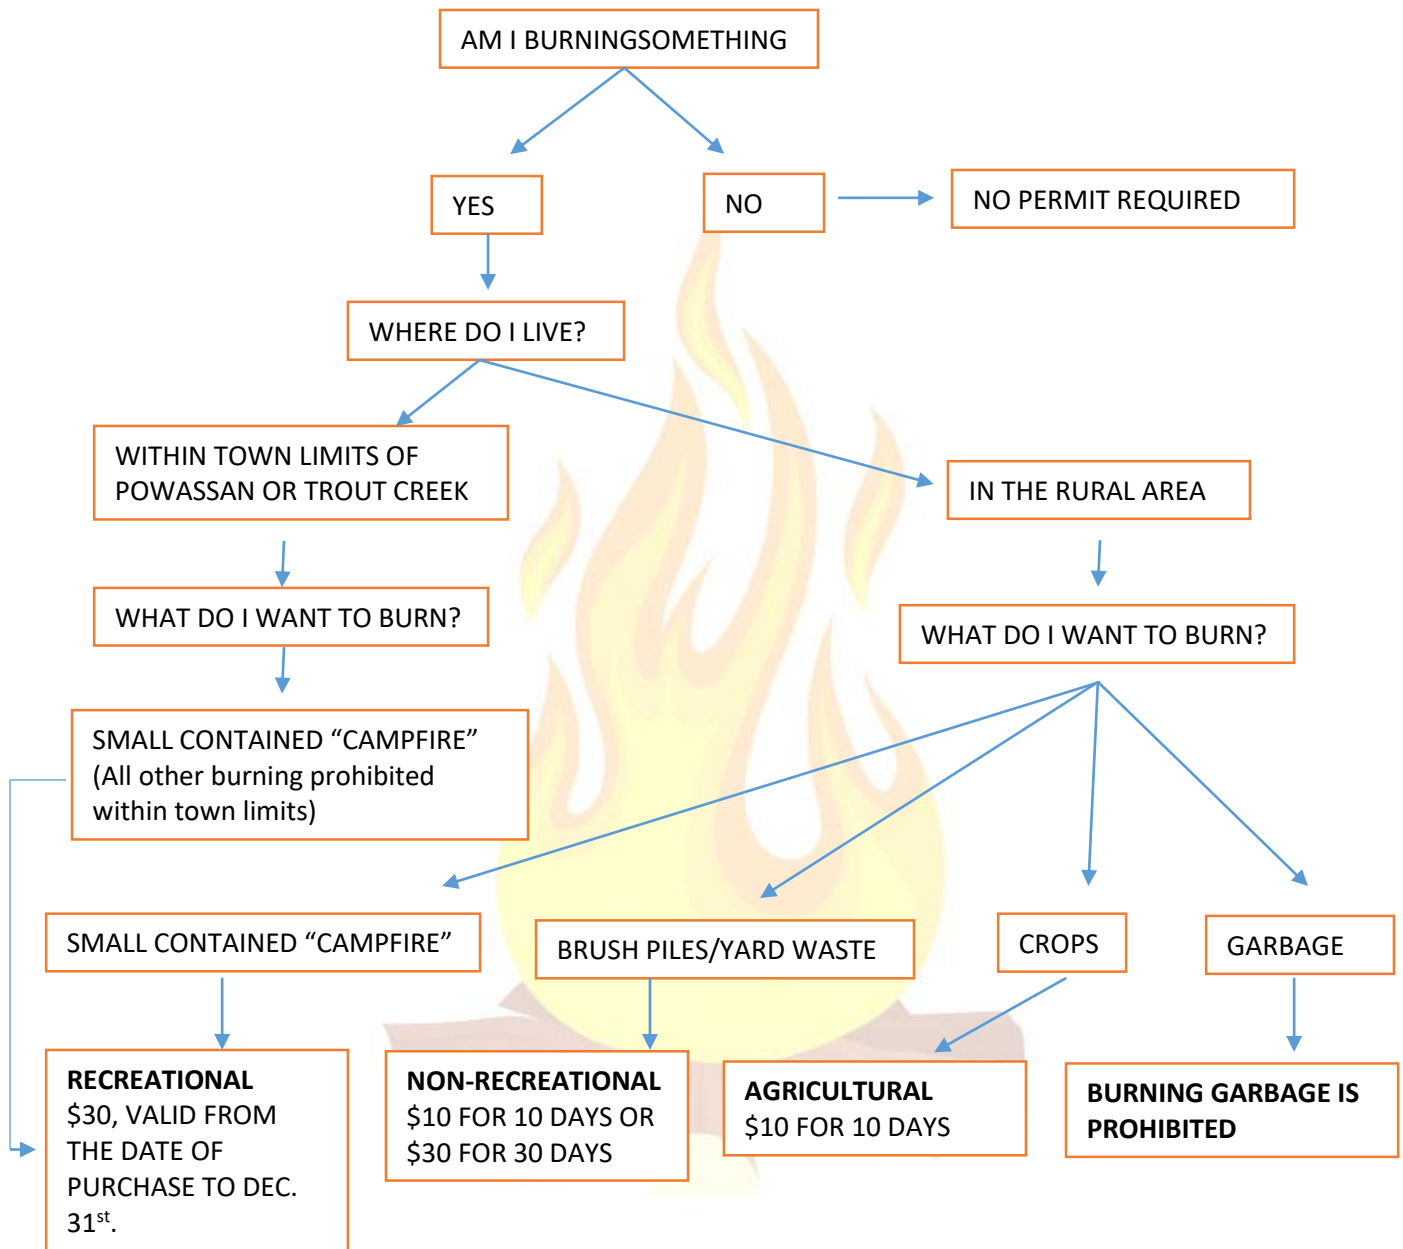 AM I BURNINGSOMETHING
YES
NO
NO PERMIT REQUIRED
WHERE DO I LIVE?
WITHIN TOWN LIMITS OF
POWASSAN OR TROUT CREEK
IN THE RURAL AREA
WHAT DO I WANT TO BURN?
WHAT DO I WANT TO BURN?
SMALL CONTAINED “CAMPFIRE”
(All other burning prohibited
within town limits)
SMALL CONTAINED “CAMPFIRE”
BRUSH PILES/YARD WASTE
CROPS
GARBAGE
RECREATIONAL
$30, VALID FROM
THE DATE OF
PURCHASE TO DEC.
31st.
NON-RECREATIONAL
$10 FOR 10 DAYS OR
$30 FOR 30 DAYS
AGRICULTURAL
$10 FOR 10 DAYS
BURNING GARBAGE IS
PROHIBITED